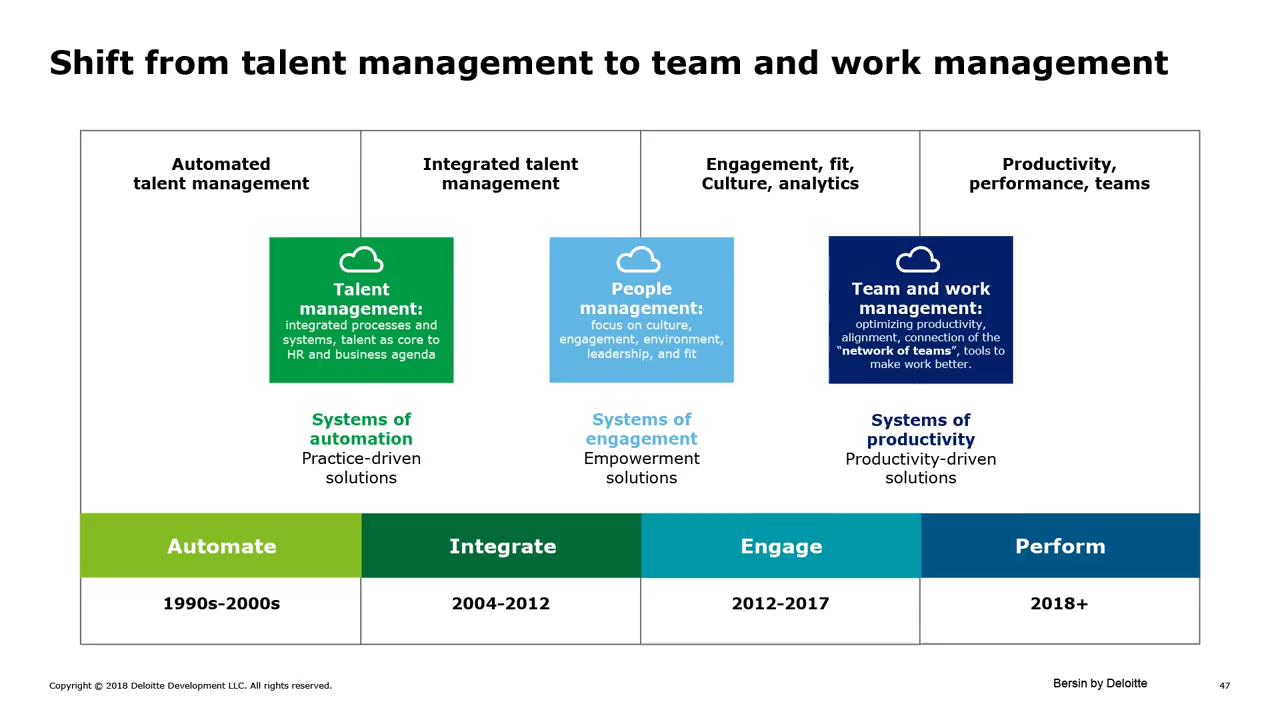 Shift from talent management to team and work management
Automated
talent management
Integrated talent
management
Engagement, fit,
Culture, analytics
Productivity,
performance, teams
Talent
management:
integrated processes and
systems, talent as core to
HR and business agenda
People
management:
focus on culture,
engagement, environment,
leadership, and fit
Team and work
management:
optimizing productivity,
alignment, connection of the
“network of teams”, tools to
make work better.
Systems of
automation
Practice-driven
solutions
Systems of
engagement
Empowerment
solutions
Systems of
productivity
Productivity-driven
solutions
Automate
Integrate
Engage
Perform
1990s-2000s
2004-2012
2012-2017
2018+
Copyright © 2018 Deloitte Development LLC. All rights reserved.
Bersin by Deloitte
47